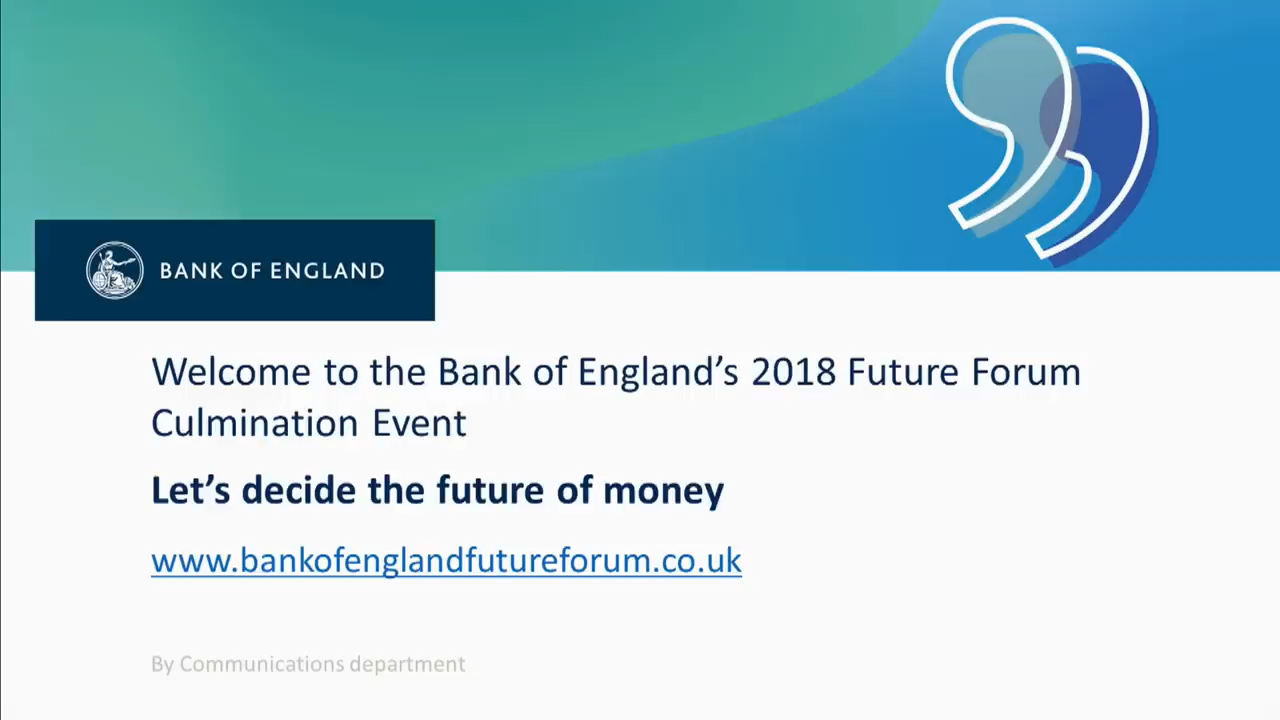 BANK OF ENGLAND
Welcome to the Bank of England’s 2018 Future Forum
Culmination Event
Let’s decide the future of money
www.bankofenglandfutureforum.co.uk
By Communications department